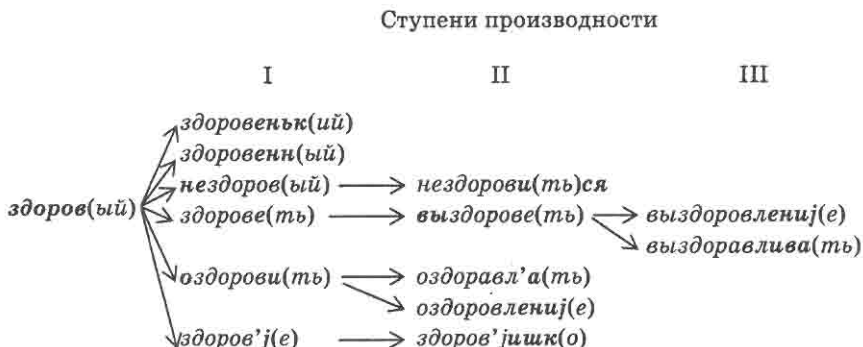 Ступени производности
I II III
здоровеньк(ий)
здоровенн(ый)
нездоров(ый) нездорови(ть)ся
здоров(ый) здорове(ть) выздорове(ть) выздоровлениj(е)
выздоравлива(ть)
оздорови(ть) оздоравл'а(ть)
оздоровлениj(е)
здоров'j(е) здоров'jишк(о)